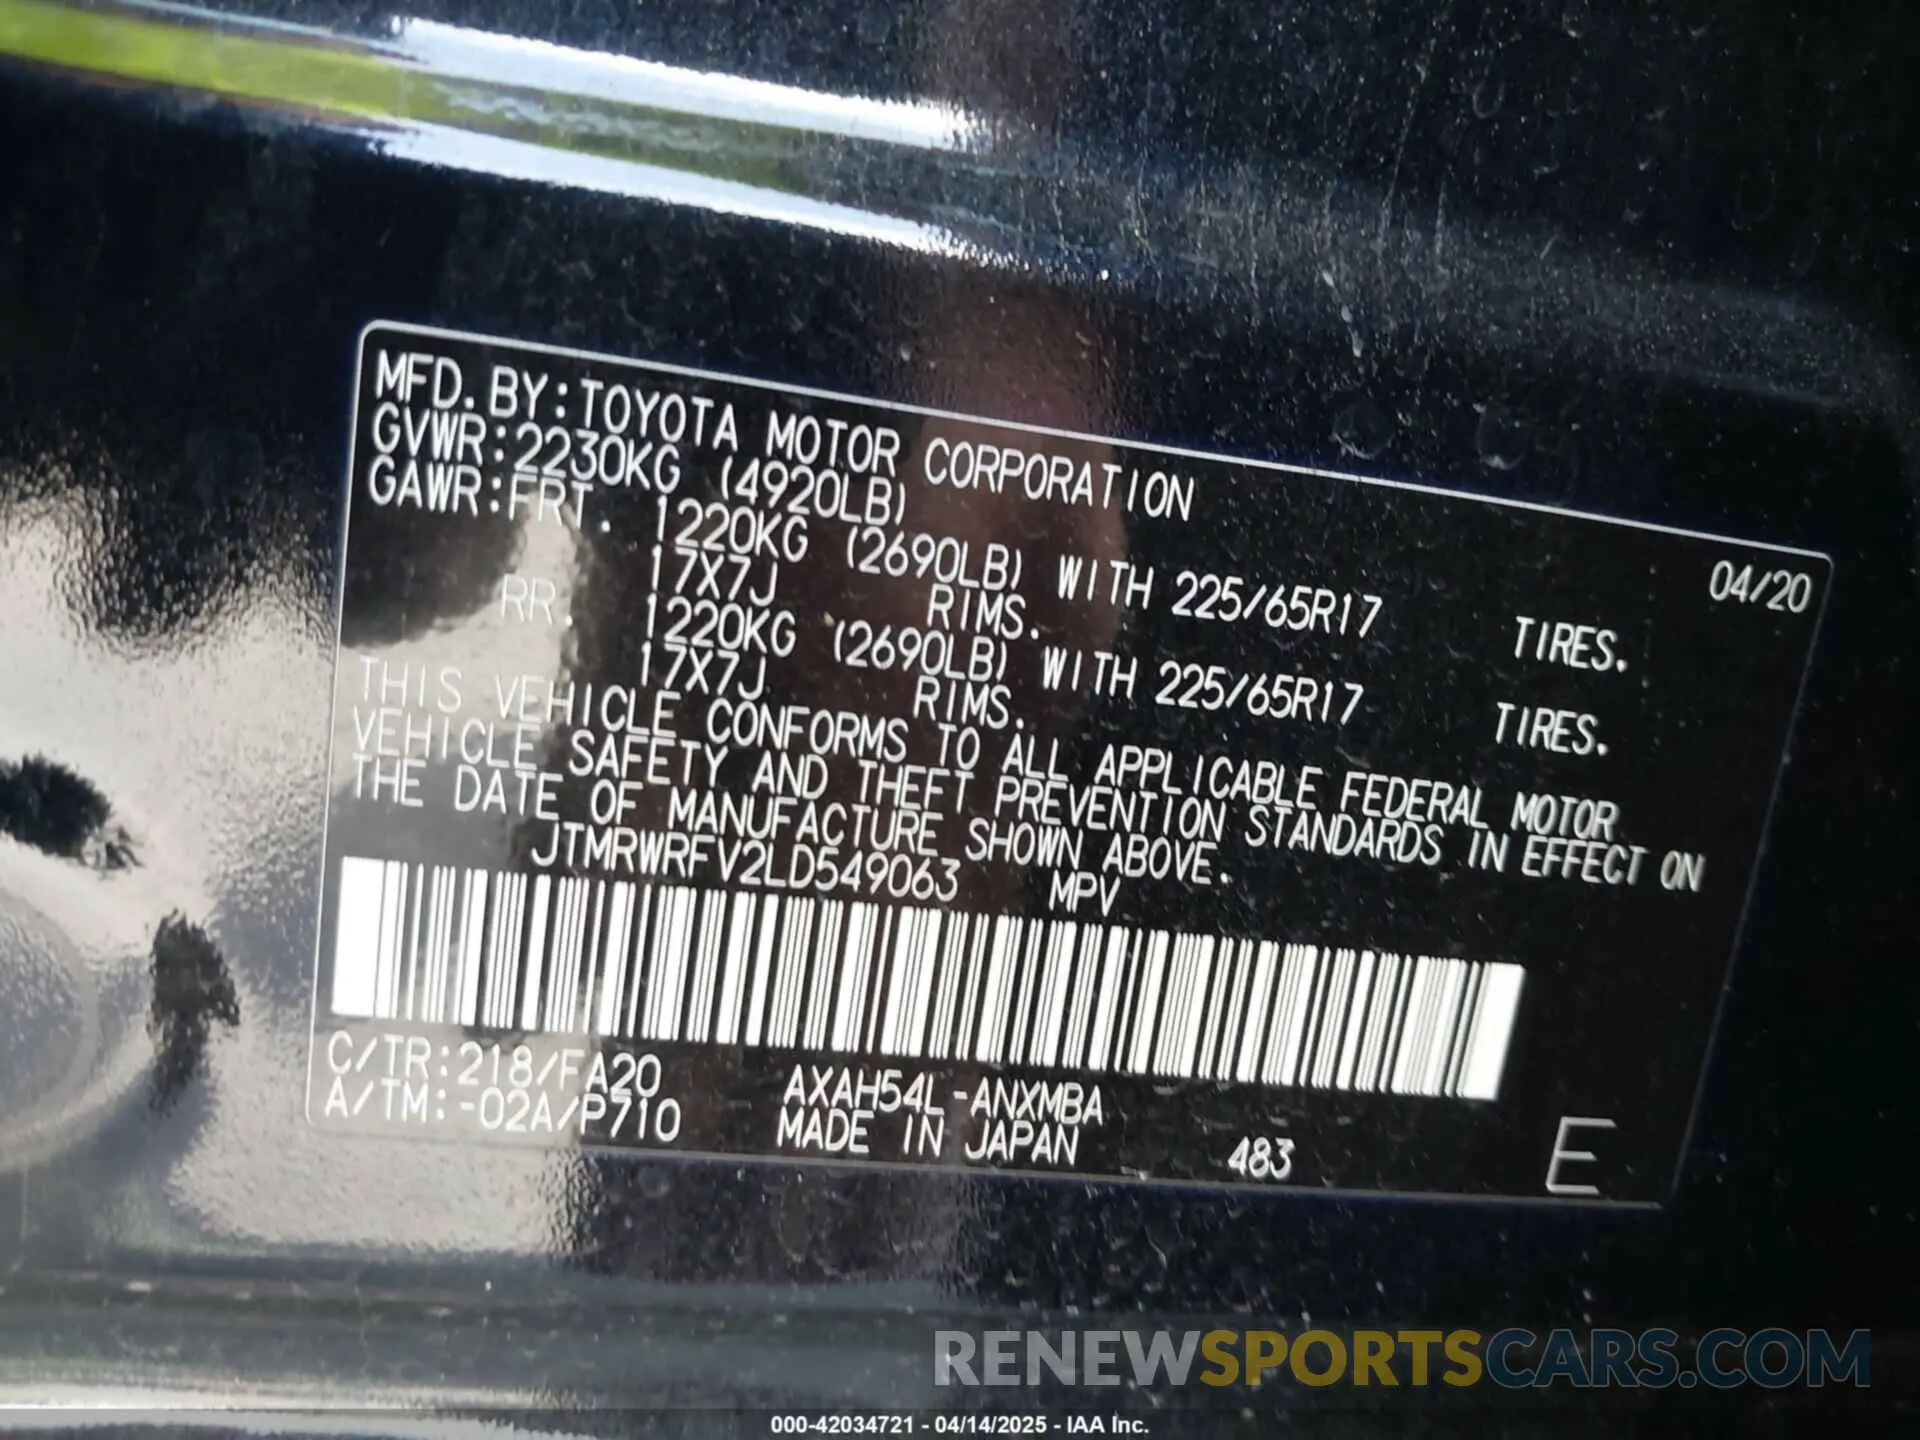 MFD. BY: TOYOTA MOTOR CORPORATION 04/20
GVWR: 2230KG (4920LB)
GAWR: FRT. 1220KG (2690LB) WITH 225/65R17 TIRES.
17X7J RIMS.
RR. 1220KG (2690LB) WITH 225/65R17 TIRES.
17X7J RIMS.
THIS VEHICLE CONFORMS TO ALL APPLICABLE FEDERAL MOTOR
VEHICLE SAFETY AND THEFT PREVENTION STANDARDS IN EFFECT ON
THE DATE OF MANUFACTURE SHOWN ABOVE.
JTMRWRFV2LD549063 MPV
C/TR: 218/FA20 AXAH54L-ANXMBA
A/TM: -02A/P710 MADE IN JAPAN 483 E
RENEWSPORTSCARS.COM
000-42034721 - 04/14/2025 - IAA Inc.